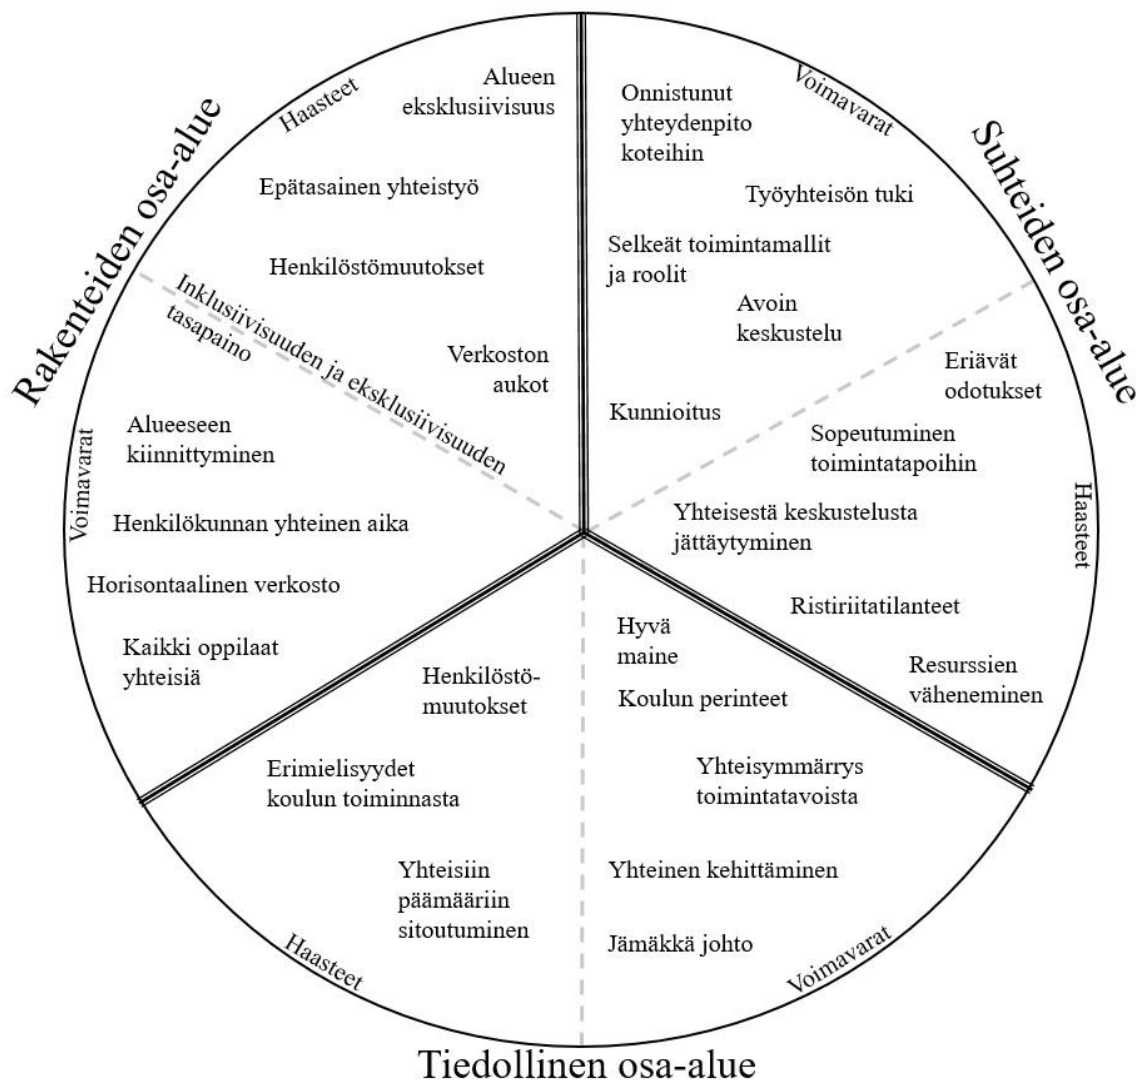 Rakenteiden osa-alue
Haasteet
Alueen
eksklusiivisuus
Epätasainen yhteistyö
Henkilöstömuutokset
Verkoston
aukot
Inklusiivisuuden ja eksklusiivisuuden
tasapaino
Voimavarat
Alueeseen
kiinnittyminen
Henkilökunnan yhteinen aika
Horisontaalinen verkosto
Kaikki oppilaat
yhteisiä
Suhteiden osa-alue
Voimavarat
Onnistunut
yhteydenpito
koteihin
Työyhteisön tuki
Selkeät toimintamallit
ja roolit
Avoin
keskustelu
Kunnioitus
Haasteet
Eriävät
odotukset
Sopeutuminen
toimintatapoihin
Yhteisestä keskustelusta
jättäytyminen
Ristiriitatilanteet
Resurssien
väheneminen
Henkilöstö-
muutokset
Erimielisyydet
koulun toiminnasta
Yhteisiin
päämääriin
sitoutuminen
Haasteet
Hyvä
maine
Koulun perinteet
Yhteisymmärrys
toimintatavoista
Yhteinen kehittäminen
Jämäkkä johto
Voimavarat
Tiedollinen osa-alue